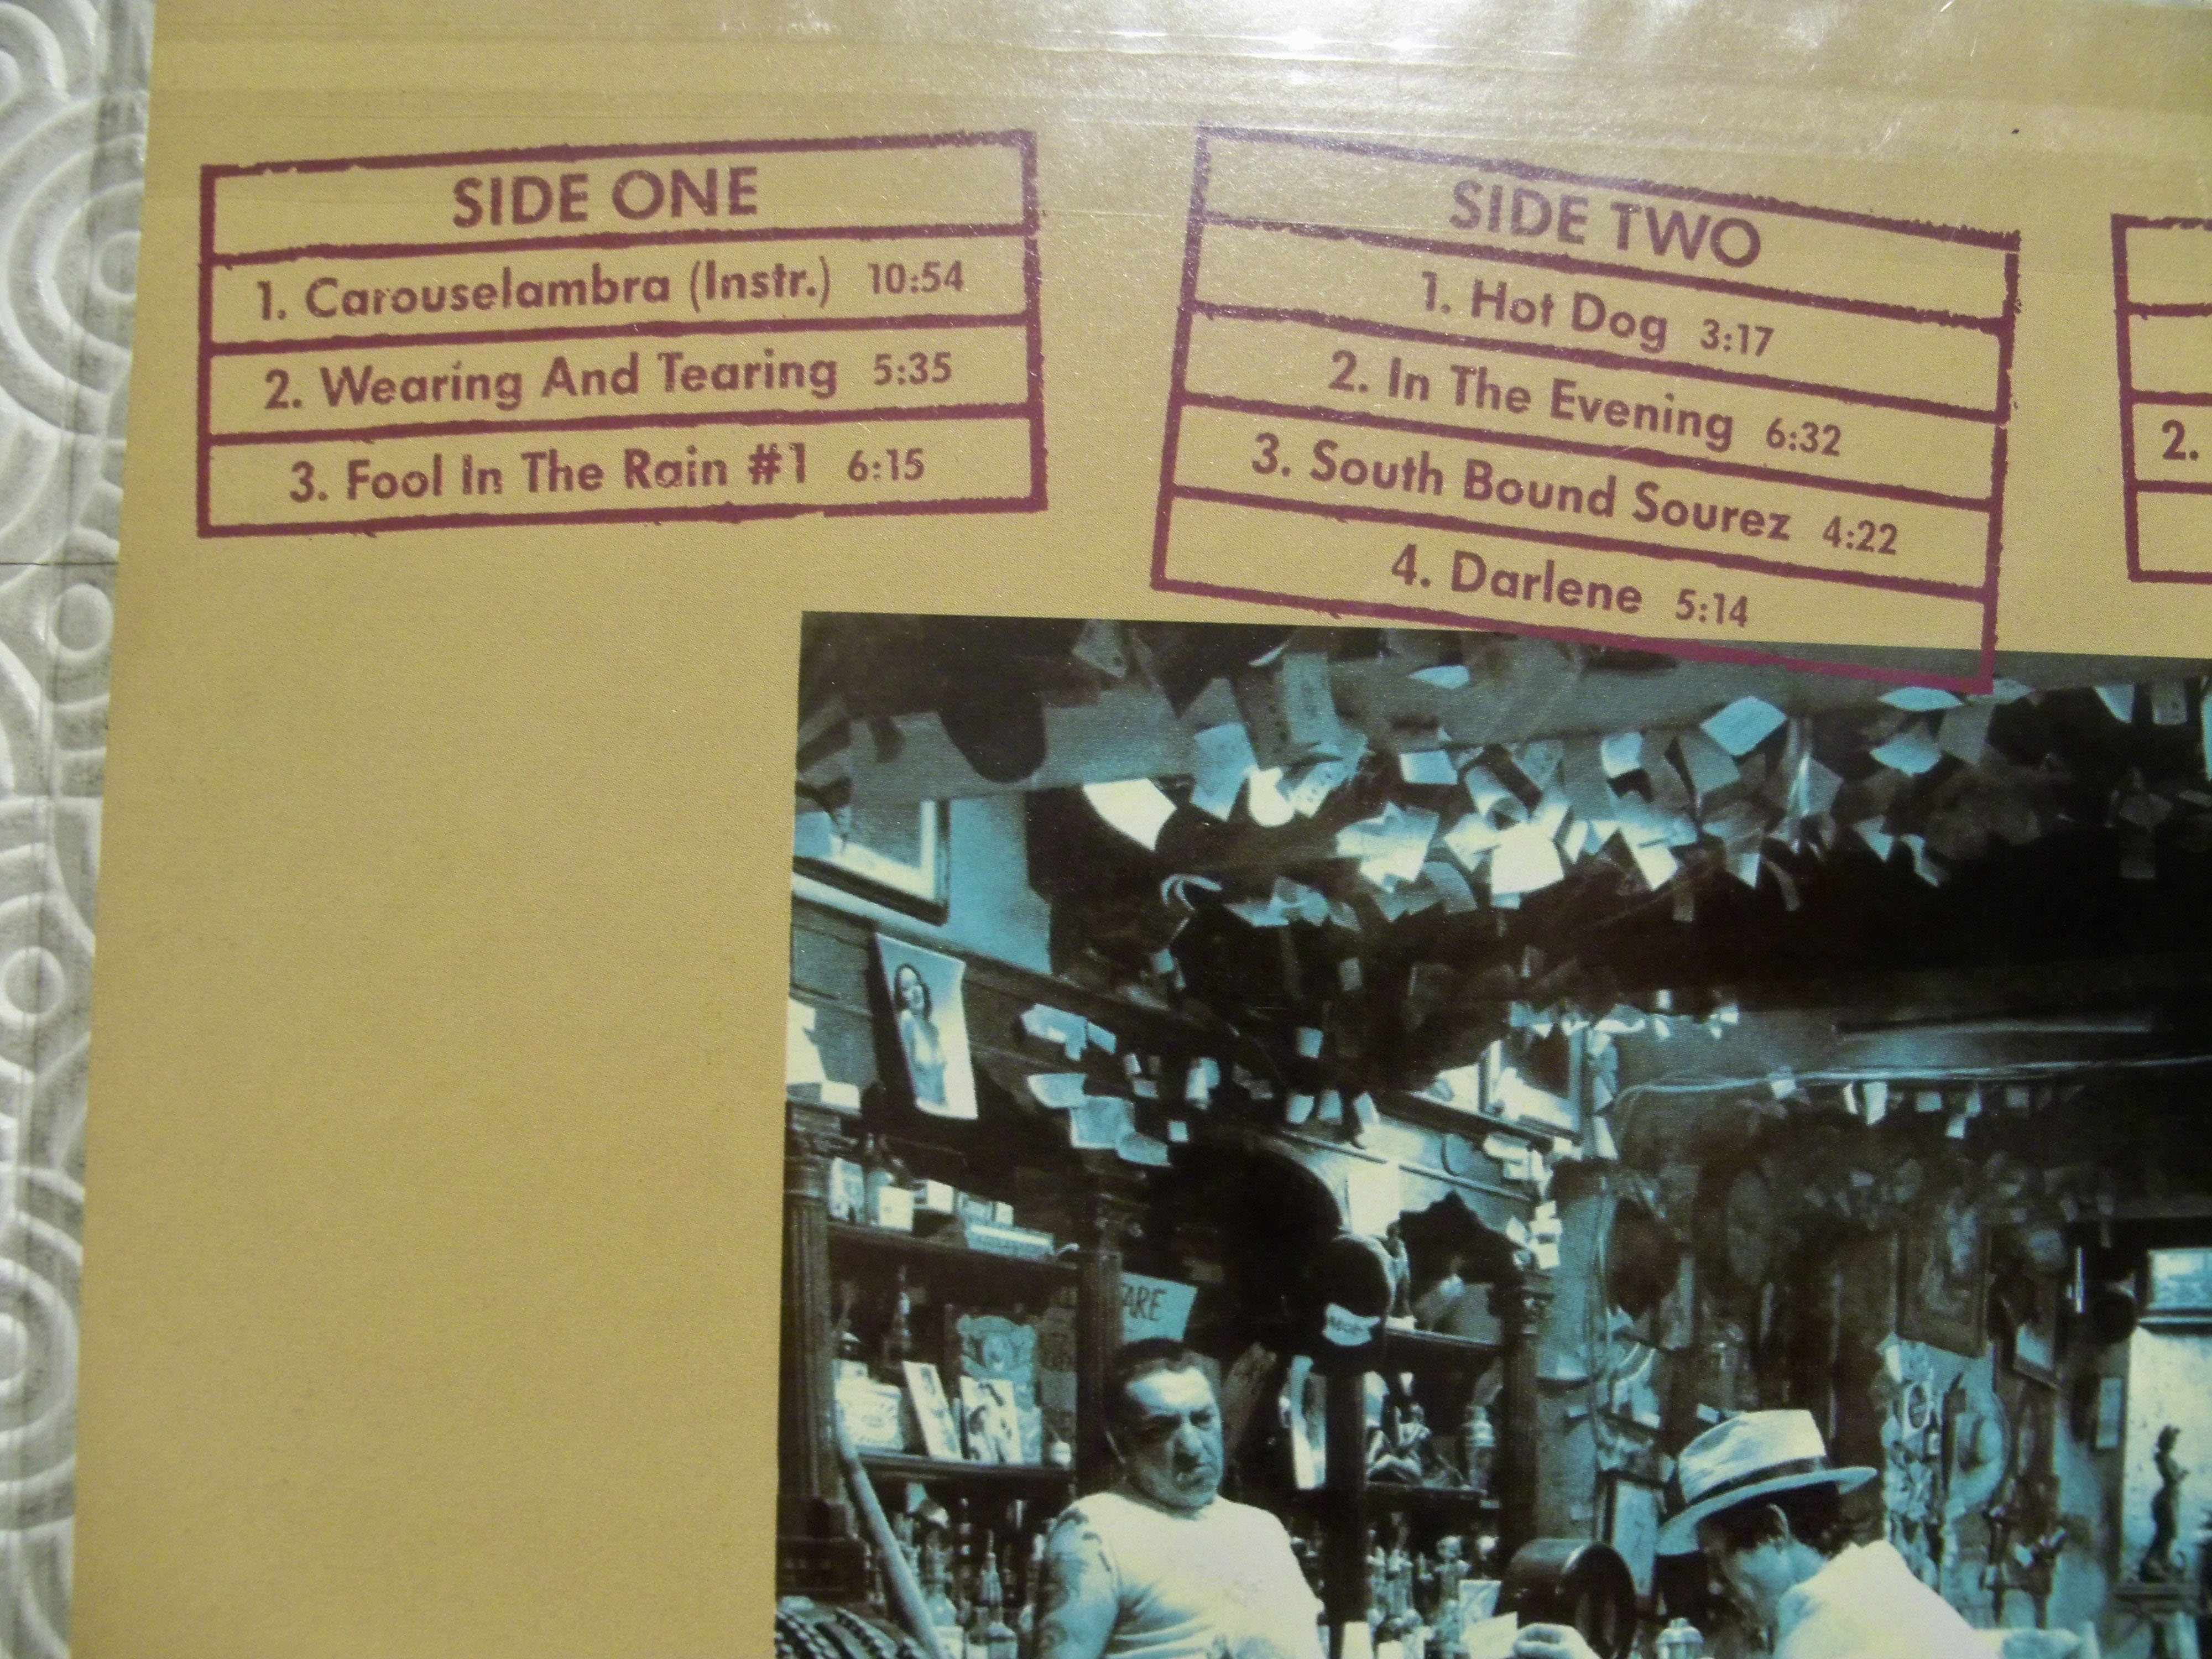 SIDE ONE
1. Carouselambra (Instr.) 10:54
2. Wearing And Tearing 5:35
3. Fool In The Rain #1 6:15
SIDE TWO
1. Hot Dog 3:17
2. In The Evening 6:32
3. South Bound Sourez 4:22
4. Darlene 5:14
2.
ARE